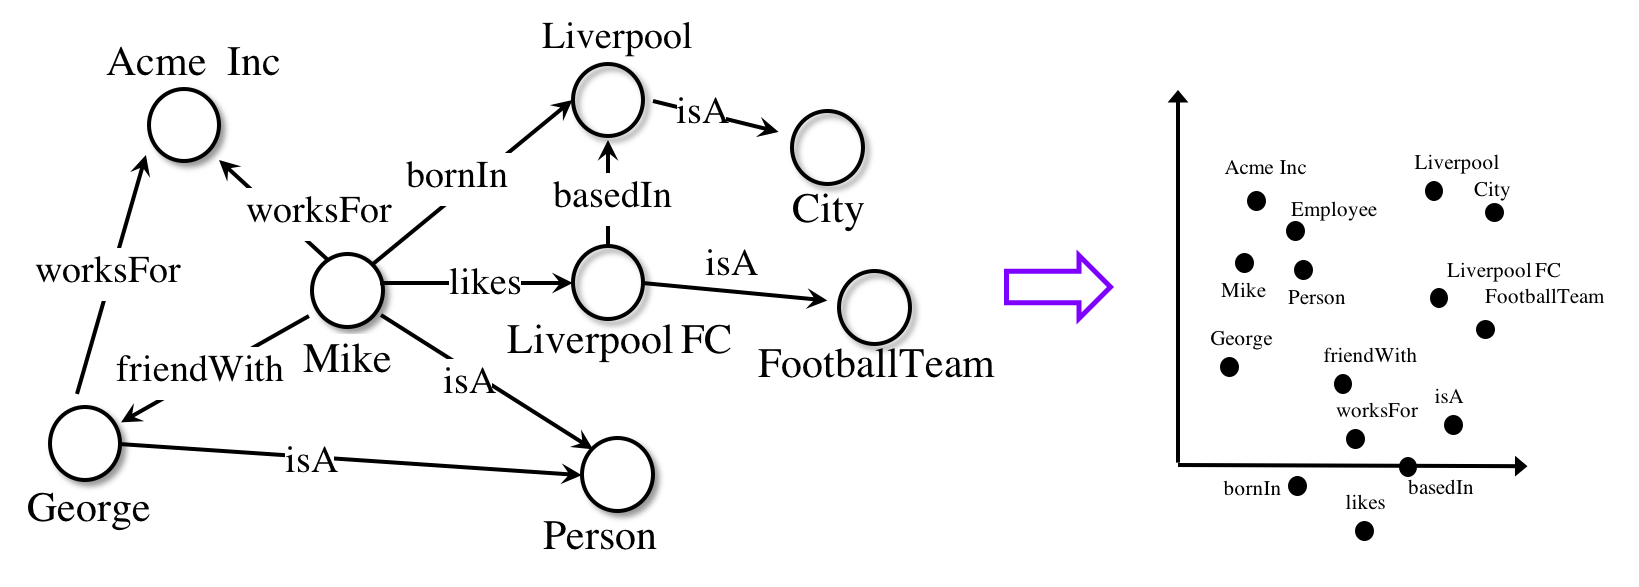 Acme Inc
Liverpool
isA
City
bornIn
basedIn
worksFor
worksFor
likes
isA
Liverpool FC
FootballTeam
Mike
friendWith
isA
isA
George
Person
Acme Inc
Liverpool
City
Employee
Liverpool FC
FootballTeam
Mike
Person
George
friendWith
isA
worksFor
bornIn
basedIn
likes